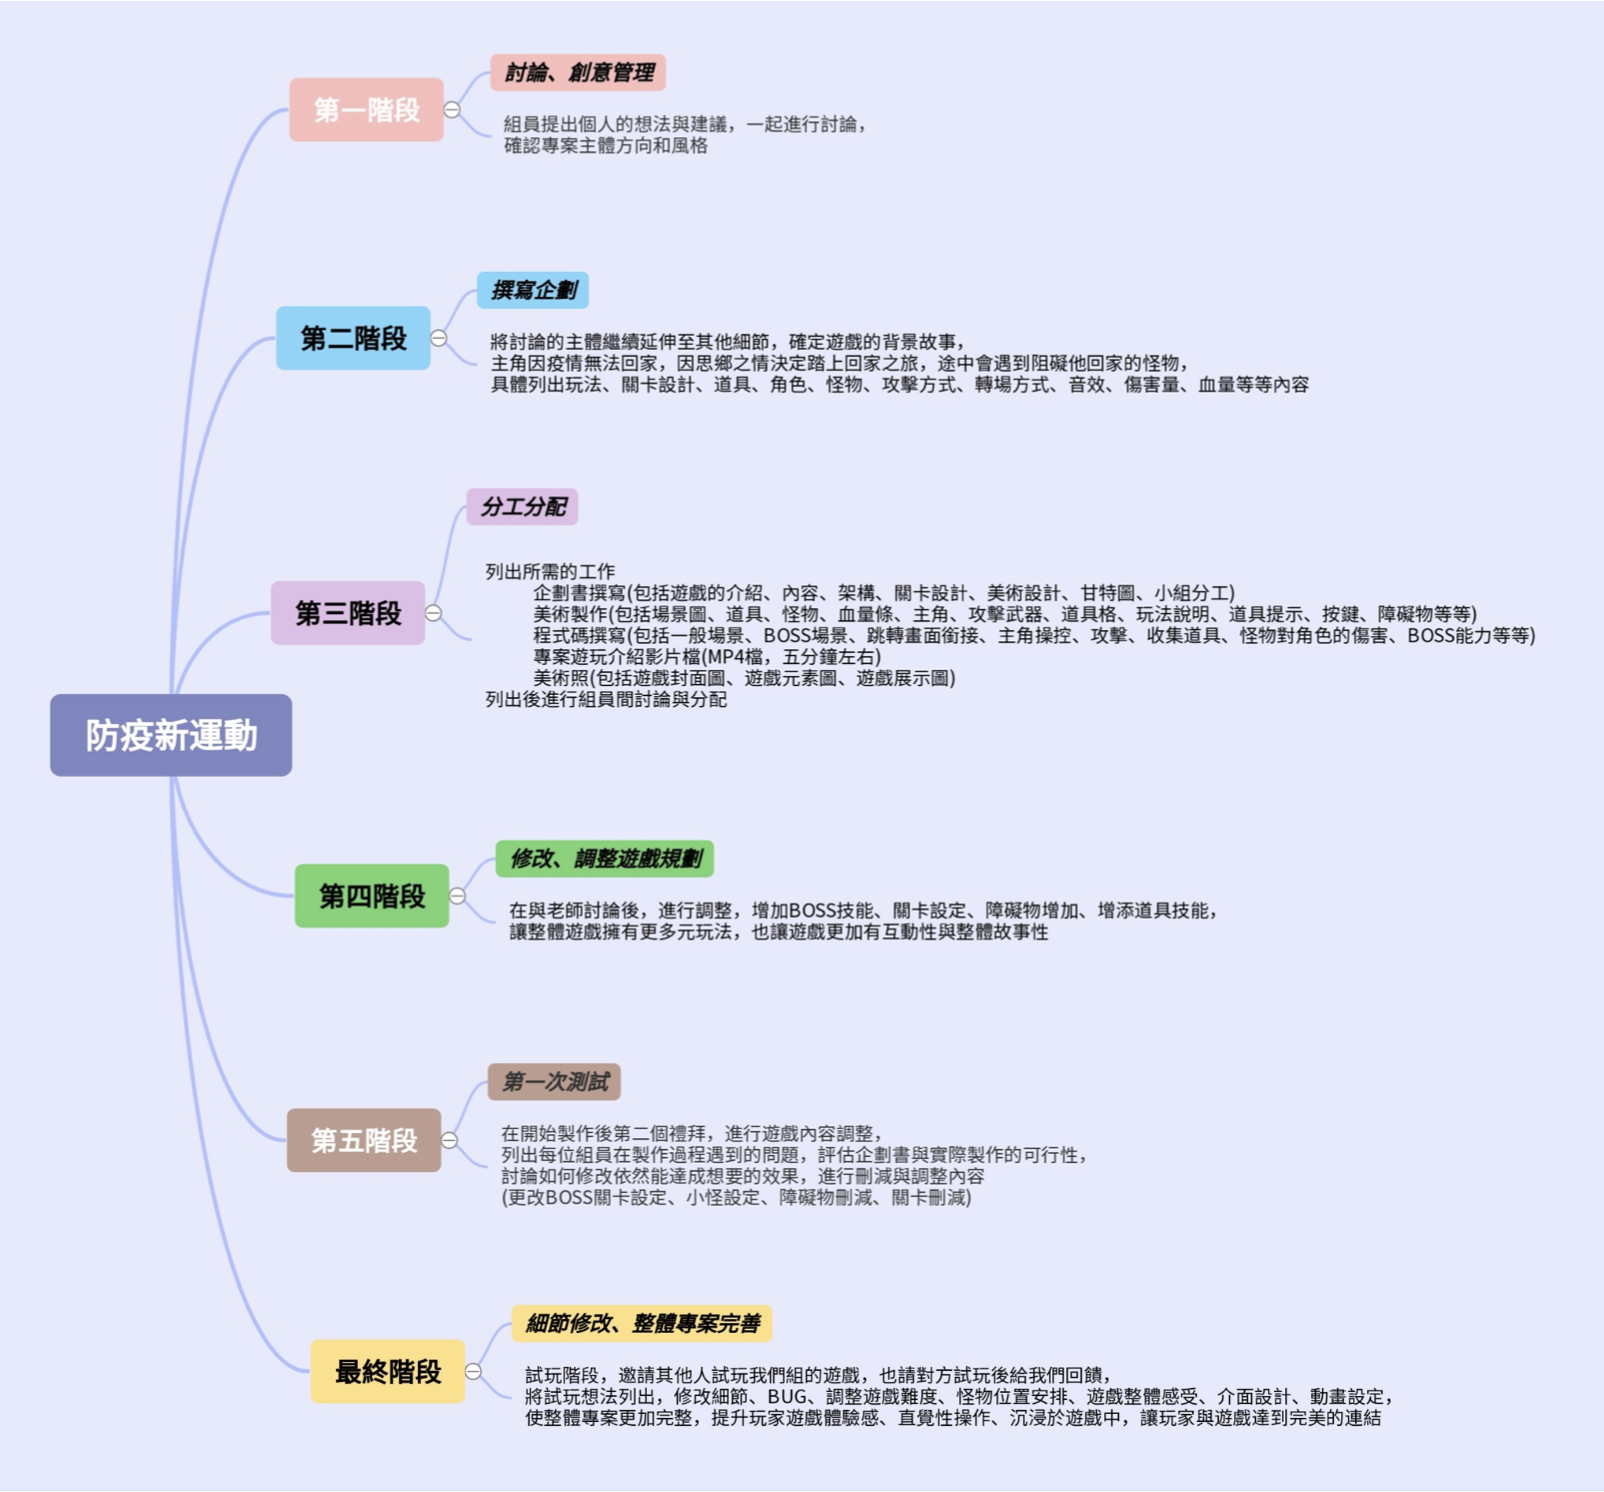 第一階段
討論、創意管理
組員提出個人的想法與建議，一起進行討論，
確認專案主體方向和風格
第二階段
撰寫企劃
將討論的主體繼續延伸至其他細節，確定遊戲的背景故事，
主角因疫情無法回家，因思鄉之情決定踏上回家之旅，途中會遇到阻礙他回家的怪物，
具體列出玩法、關卡設計、道具、角色、怪物、攻擊方式、轉場方式、音效、傷害量、血量等等內容
第三階段
分工分配
列出所需的工作
企劃書撰寫(包括遊戲的介紹、內容、架構、關卡設計、美術設計、甘特圖、小組分工)
美術製作(包括場景圖、道具、怪物、血量條、主角、攻擊武器、道具格、玩法說明、道具提示、按鍵、障礙物等等)
程式碼撰寫(包括一般場景、BOSS場景、跳轉畫面銜接、主角操控、攻擊、收集道具、怪物對角色的傷害、BOSS能力等等)
專案遊玩介紹影片檔(MP4檔，五分鐘左右)
美術照(包括遊戲封面圖、遊戲元素圖、遊戲展示圖)
列出後進行組員間討論與分配
防疫新運動
第四階段
修改、調整遊戲規劃
在與老師討論後，進行調整，增加BOSS技能、關卡設定、障礙物增加、增添道具技能，
讓整體遊戲擁有更多元玩法，也讓遊戲更加有互動性與整體故事性
第五階段
第一次測試
在開始製作後第二個禮拜，進行遊戲內容調整，
列出每位組員在製作過程遇到的問題，評估企劃書與實際製作的可行性，
討論如何修改依然能達成想要的效果，進行刪減與調整內容
(更改BOSS關卡設定、小怪設定、障礙物刪減、關卡刪減)
最終階段
細節修改、整體專案完善
試玩階段，邀請其他人試玩我們組的遊戲，也請對方試玩後給我們回饋，
將試玩想法列出，修改細節、BUG、調整遊戲難度、怪物位置安排、遊戲整體感受、介面設計、動畫設定，
使整體專案更加完整，提升玩家遊戲體驗感、直覺性操作、沉浸於遊戲中，讓玩家與遊戲達到完美的連結